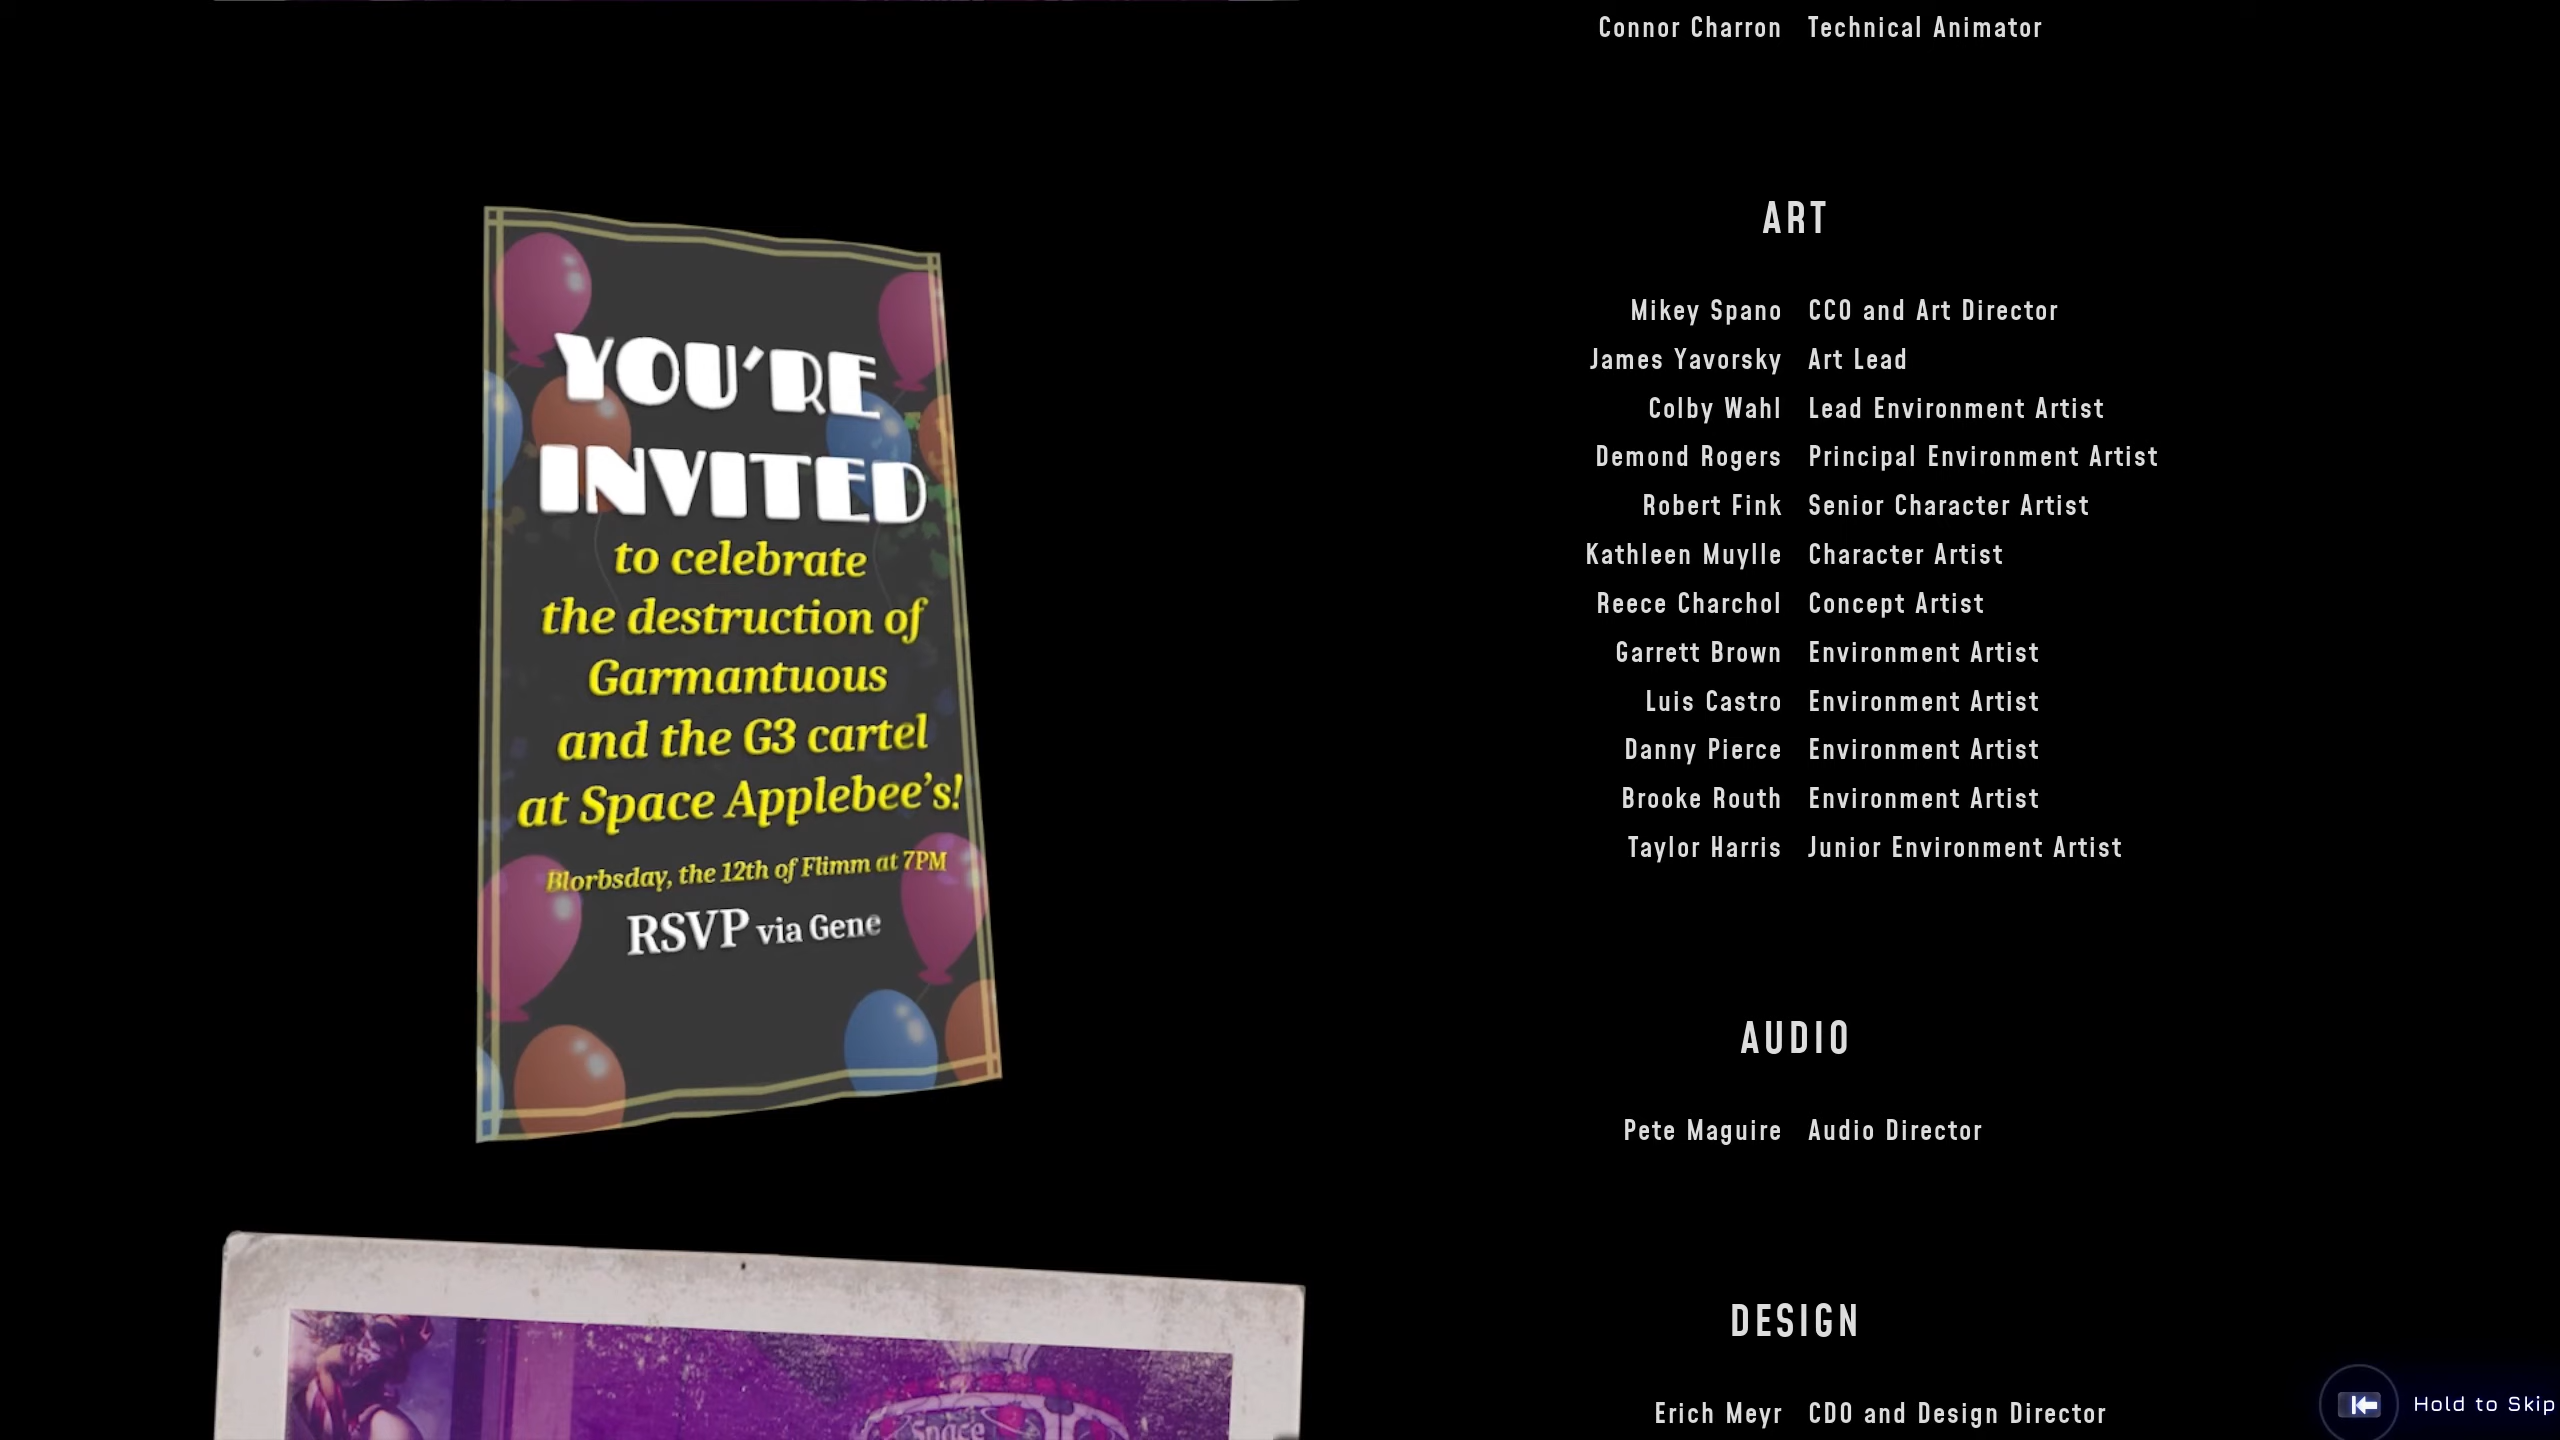 Connor Charron Technical Animator
YOU'RE
INVITED
to celebrate
the destruction of
Garmantuous
and the G3 cartel
at Space Applebee's!
Blorbsday, the 12th of Flimm at 7PM
RSVP via Gene
ART
Mikey Spano CCO and Art Director
James Yavorsky Art Lead
Colby Wahl Lead Environment Artist
Demond Rogers Principal Environment Artist
Robert Fink Senior Character Artist
Kathleen Muylle Character Artist
Reece Charchol Concept Artist
Garrett Brown Environment Artist
Luis Castro Environment Artist
Danny Pierce Environment Artist
Brooke Routh Environment Artist
Taylor Harris Junior Environment Artist
AUDIO
Pete Maguire Audio Director
DESIGN
Erich Meyr CDO and Design Director
Space
Hold to Skip